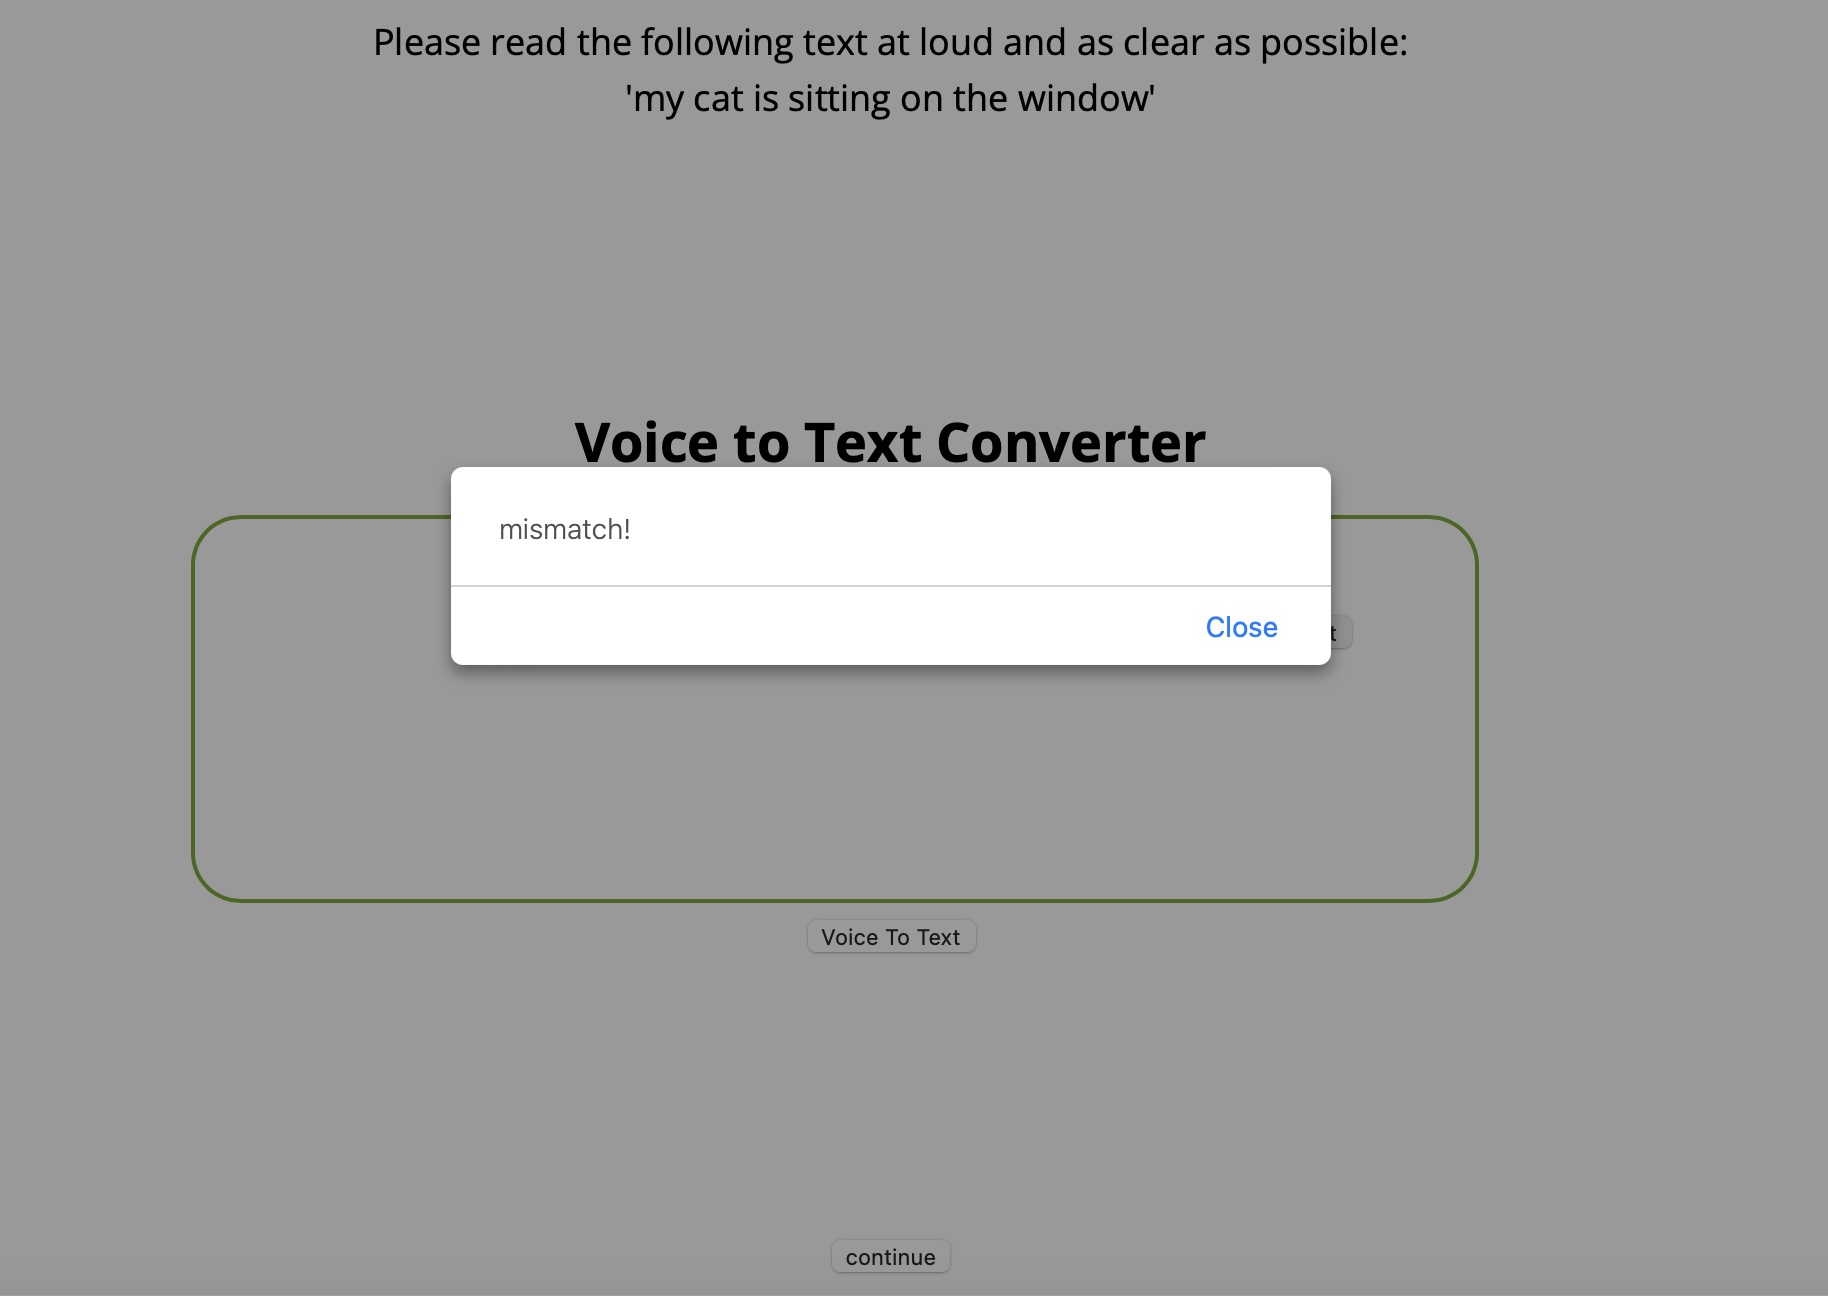 Please read the following text at loud and as clear as possible:
'my cat is sitting on the window'
Voice to Text Converter
mismatch!
Close
Voice To Text
continue